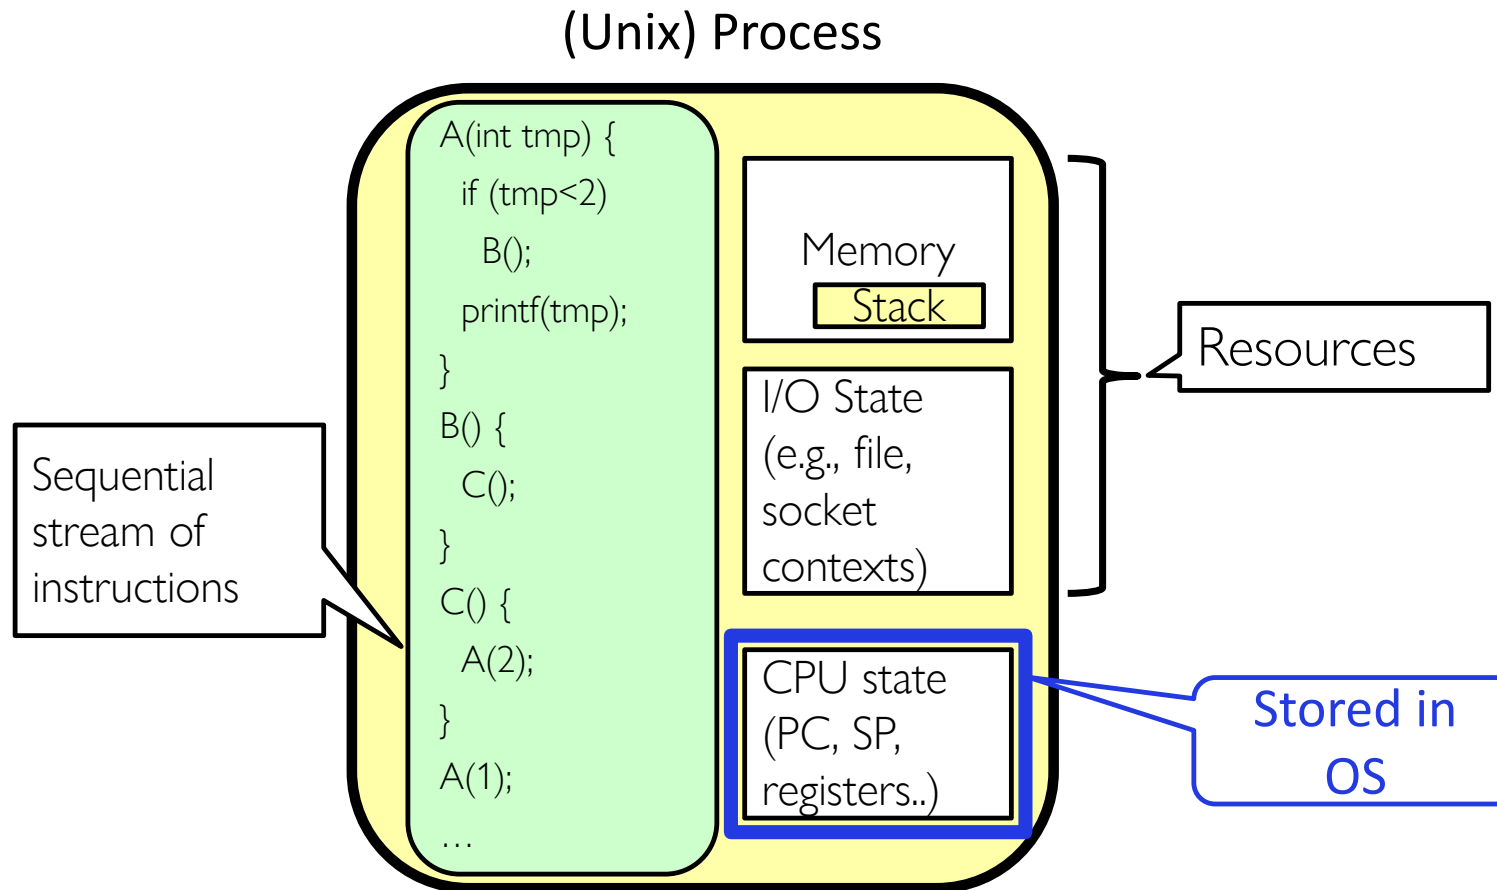 (Unix) Process
A(int tmp) {
if (tmp<2)
B();
printf(tmp);
}
B() {
C();
}
C() {
A(2);
}
A(1);
…
Sequential
stream of
instructions
Memory
Stack
I/O State
(e.g., file,
socket
contexts)
CPU state
(PC, SP,
registers..)
Resources
Stored in
OS